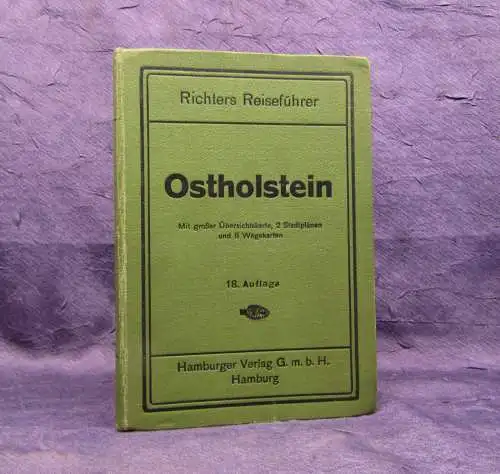 Richters Reiseführer
Ostholstein
Mit großer Übersichtskarte, 2 Stadtplänen
und 8 Wegekarten
18. Auflage
Hamburger Verlag G. m. b. H.
Hamburg